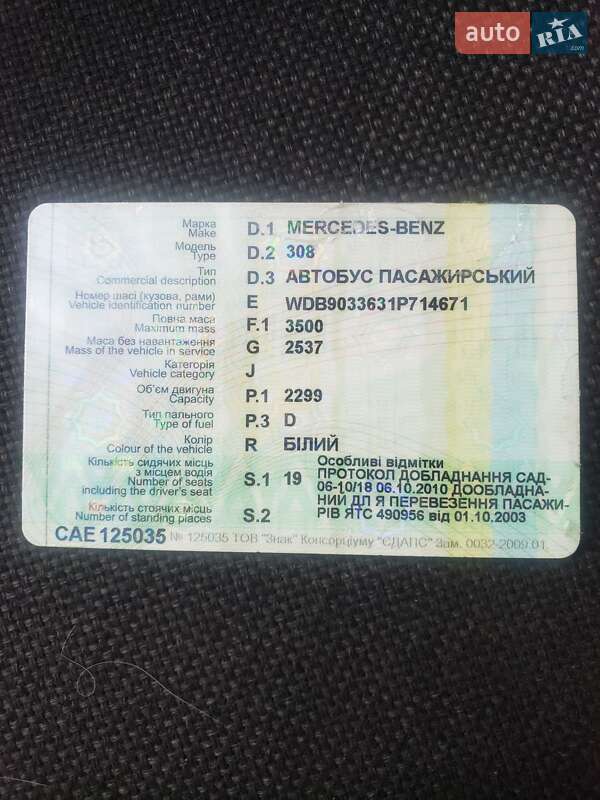 auto RIA.com
Марка
Make D.1 MERCEDES-BENZ
Модель
Type D.2 308
Тип
Commercial description D.3 АВТОБУС ПАСАЖИРСЬКИЙ
Номер шасі (кузова, рами)
Vehicle identification number E WDB9033631P714671
Повна маса
Maximum mass F.1 3500
Маса без навантаження
Mass of the vehicle in service G 2537
Категорія
Vehicle category J
Об'єм двигуна
Capacity P.1 2299
Тип пального
Type of fuel P.3 D
Колір
Colour of the vehicle R БІЛИЙ
Кількість сидячих місць
з місцем водія
Number of seats
including the driver's seat S.1 19
Особливі відмітки
ПРОТОКОЛ ДОБЛАДНАННЯ САД-
06-10/18 06.10.2010 ДООБЛАДНА-
НИЙ ДЛ Я ПЕРЕВЕЗЕННЯ ПАСАЖИ-
РІВ ЯТС 490956 від 01.10.2003
Кількість стоячих місць
Number of standing places S.2
САЕ 125035 № 125035 ТОВ "Знак" Консорціуму "ЄДАПС" Зам. 0032-2009.01.